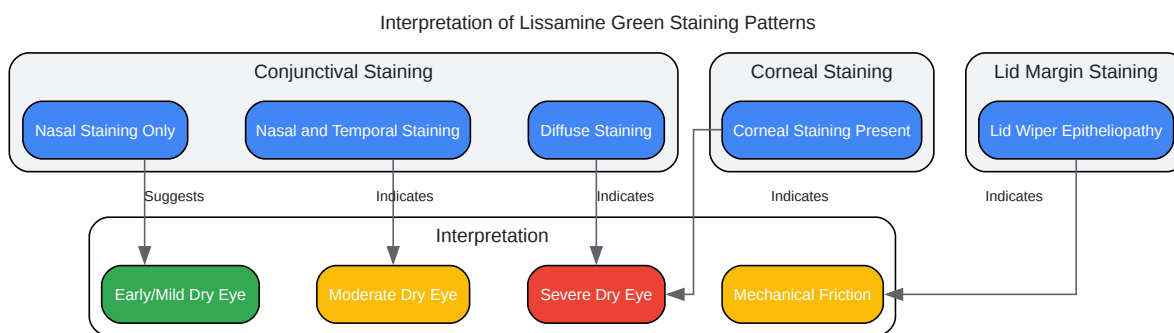 Interpretation of Lissamine Green Staining Patterns
Conjunctival Staining
Corneal Staining
Lid Margin Staining
Nasal Staining Only
Nasal and Temporal Staining
Diffuse Staining
Corneal Staining Present
Lid Wiper Epitheliopathy
Suggests
Indicates
Indicates
Indicates
Indicates
Interpretation
Early/Mild Dry Eye
Moderate Dry Eye
Severe Dry Eye
Mechanical Friction